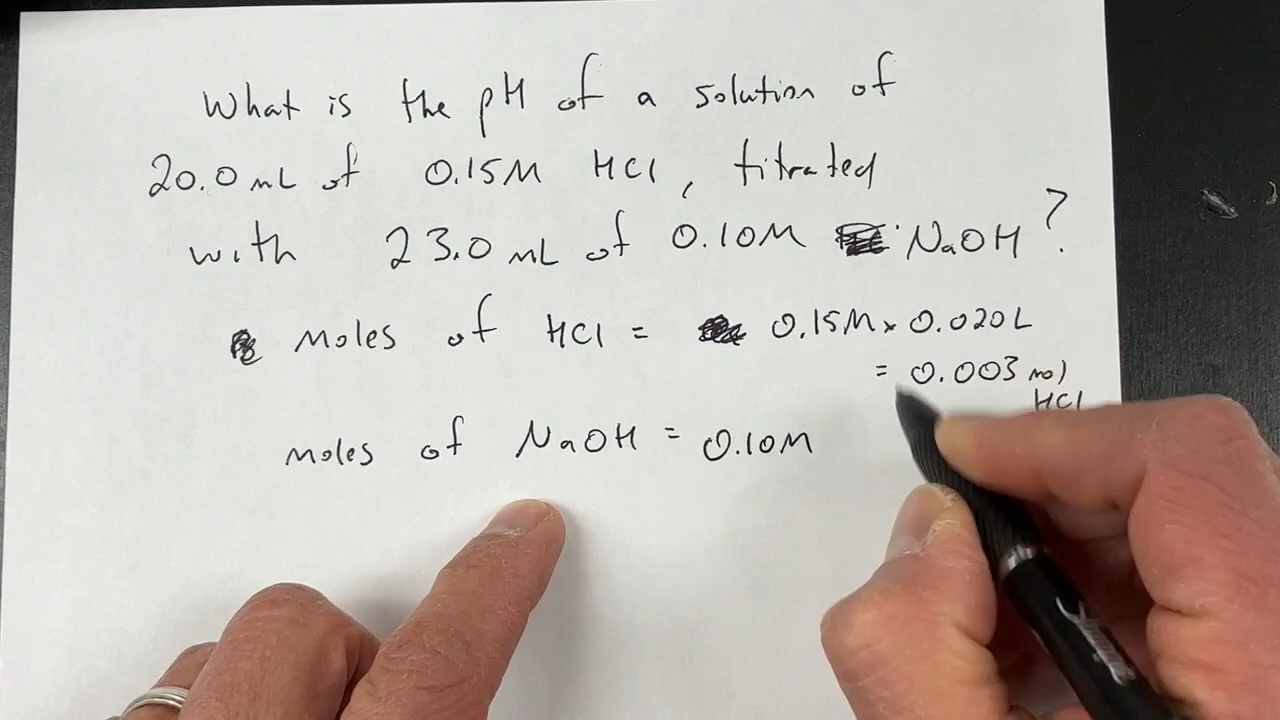 What is the pH of a solution of
20.0 mL of 0.15M HCl, titrated
with 23.0 mL of 0.10M NaOH?
moles of HCl = 0.15M x 0.020L
= 0.003 mol
HCl
moles of NaOH = 0.10M